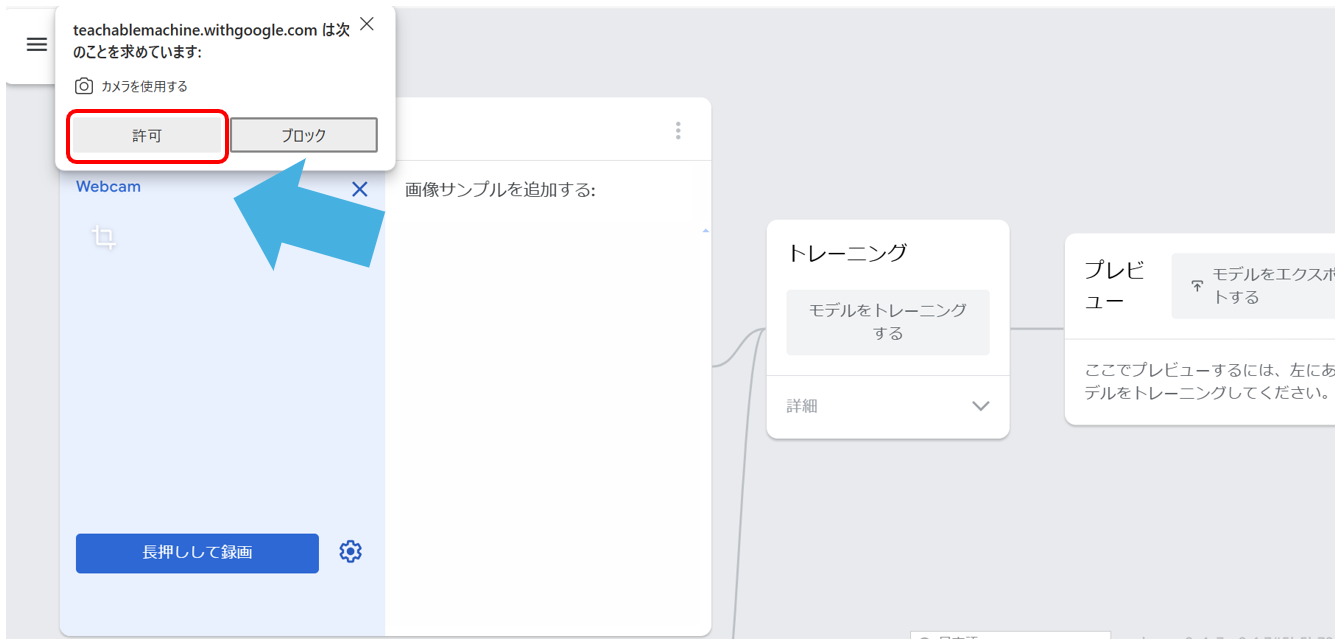 teachablemachine.withgoogle.com は次
のことを求めています:
カメラを使用する
許可
ブロック
Webcam
画像サンプルを追加する:
長押しして録画
トレーニング
モデルをトレーニング
する
詳細
プレビ
ュー
モデルをエクスポ
トする
ここでプレビューするには、左にあ
デルをトレーニングしてください。